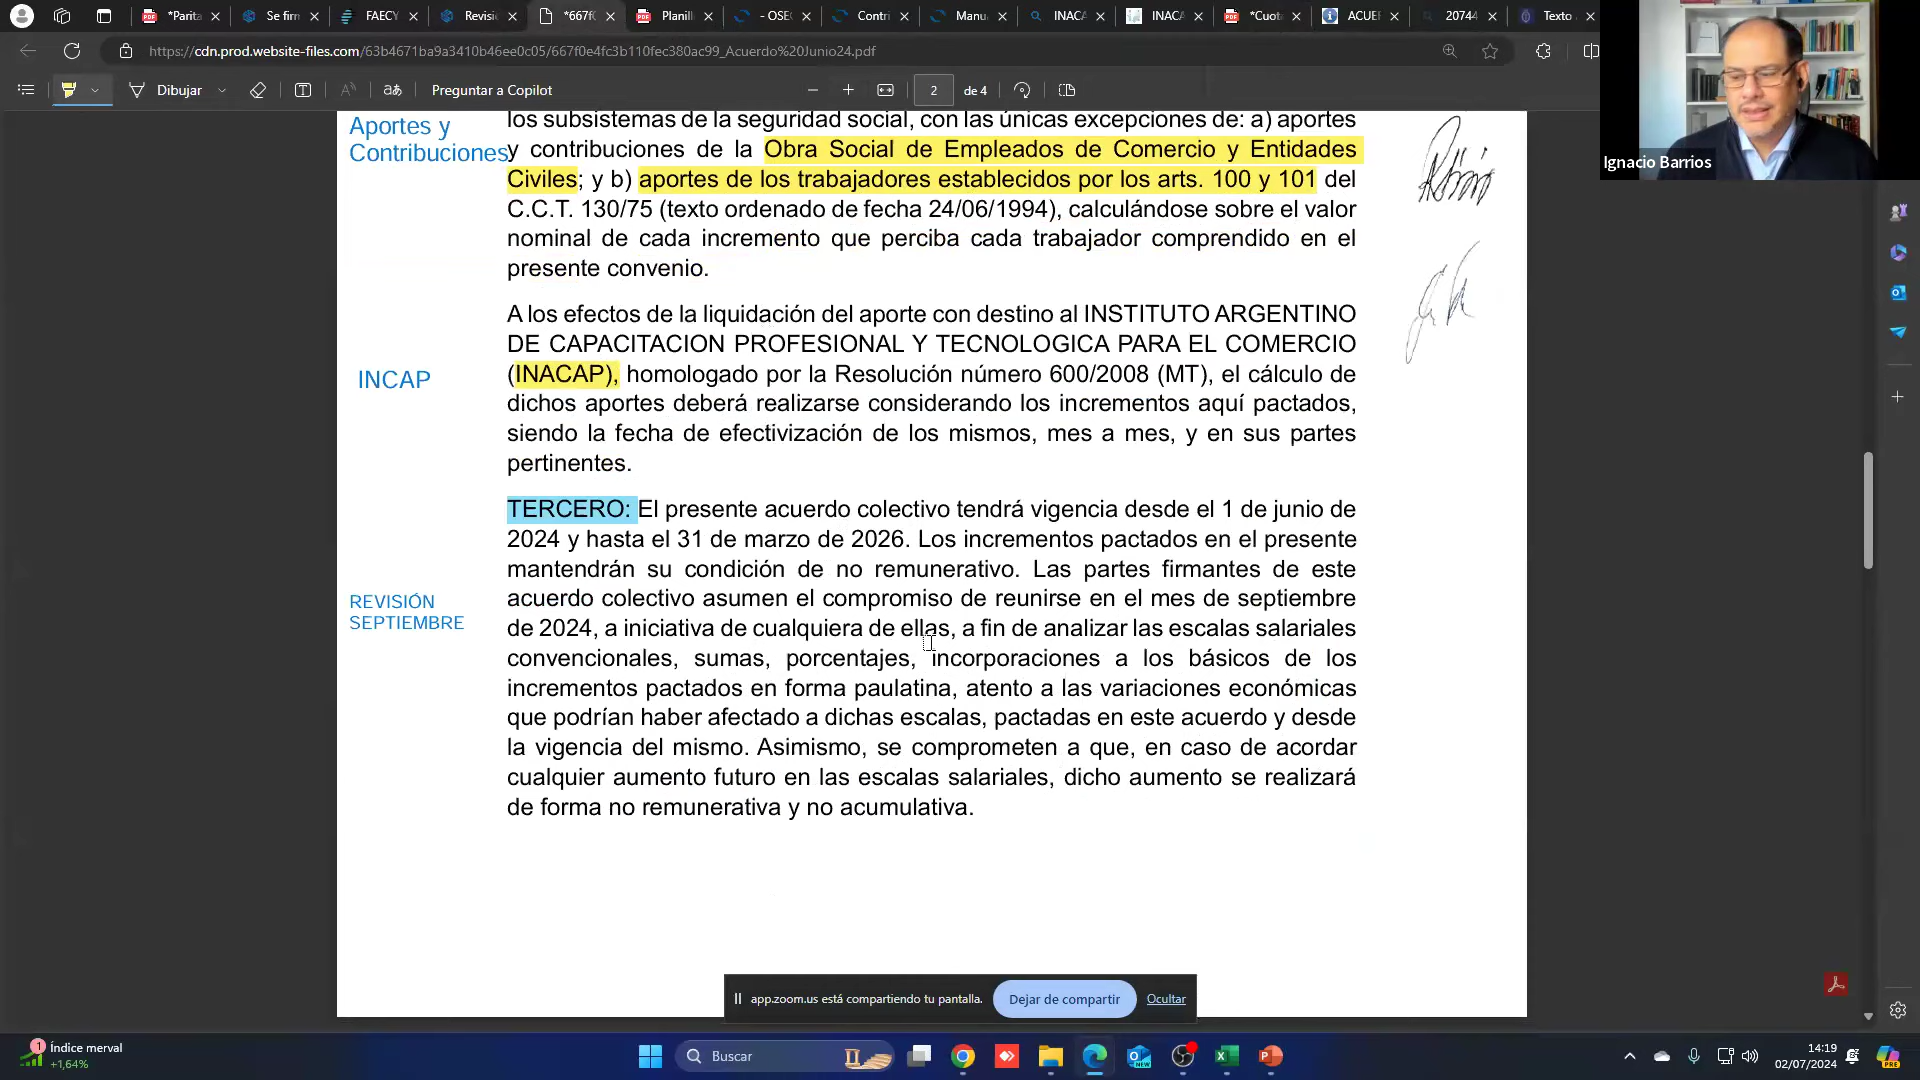 *Parita
Se firm
FAECY
Revisió
*667f0
Planill
- OSEC
Contri
Manu
INACA
INACA
*Cuota
ACUER
20744
Texto
https://cdn.prod.website-files.com/63b4671ba9a3410b46ee0c05/667f0e4fc3b110fec380ac99_Acuerdo%20Junio24.pdf
Dibujar
Preguntar a Copilot
2 de 4
Ignacio Barrios
Aportes y
Contribuciones
los subsistemas de la seguridad social, con las únicas excepciones de: a) aportes
y contribuciones de la Obra Social de Empleados de Comercio y Entidades
Civiles; y b) aportes de los trabajadores establecidos por los arts. 100 y 101 del
C.C.T. 130/75 (texto ordenado de fecha 24/06/1994), calculándose sobre el valor
nominal de cada incremento que perciba cada trabajador comprendido en el
presente convenio.
INCAP
A los efectos de la liquidación del aporte con destino al INSTITUTO ARGENTINO
DE CAPACITACION PROFESIONAL Y TECNOLOGICA PARA EL COMERCIO
(INACAP), homologado por la Resolución número 600/2008 (MT), el cálculo de
dichos aportes deberá realizarse considerando los incrementos aquí pactados,
siendo la fecha de efectivización de los mismos, mes a mes, y en sus partes
pertinentes.
REVISIÓN
SEPTIEMBRE
TERCERO: El presente acuerdo colectivo tendrá vigencia desde el 1 de junio de
2024 y hasta el 31 de marzo de 2026. Los incrementos pactados en el presente
mantendrán su condición de no remunerativo. Las partes firmantes de este
acuerdo colectivo asumen el compromiso de reunirse en el mes de septiembre
de 2024, a iniciativa de cualquiera de ellas, a fin de analizar las escalas salariales
convencionales, sumas, porcentajes, incorporaciones a los básicos de los
incrementos pactados en forma paulatina, atento a las variaciones económicas
que podrían haber afectado a dichas escalas, pactadas en este acuerdo y desde
la vigencia del mismo. Asimismo, se comprometen a que, en caso de acordar
cualquier aumento futuro en las escalas salariales, dicho aumento se realizará
de forma no remunerativa y no acumulativa.
app.zoom.us está compartiendo tu pantalla.
Dejar de compartir
Ocultar
1
Índice merval
+1,64%
Buscar
14:19
02/07/2024